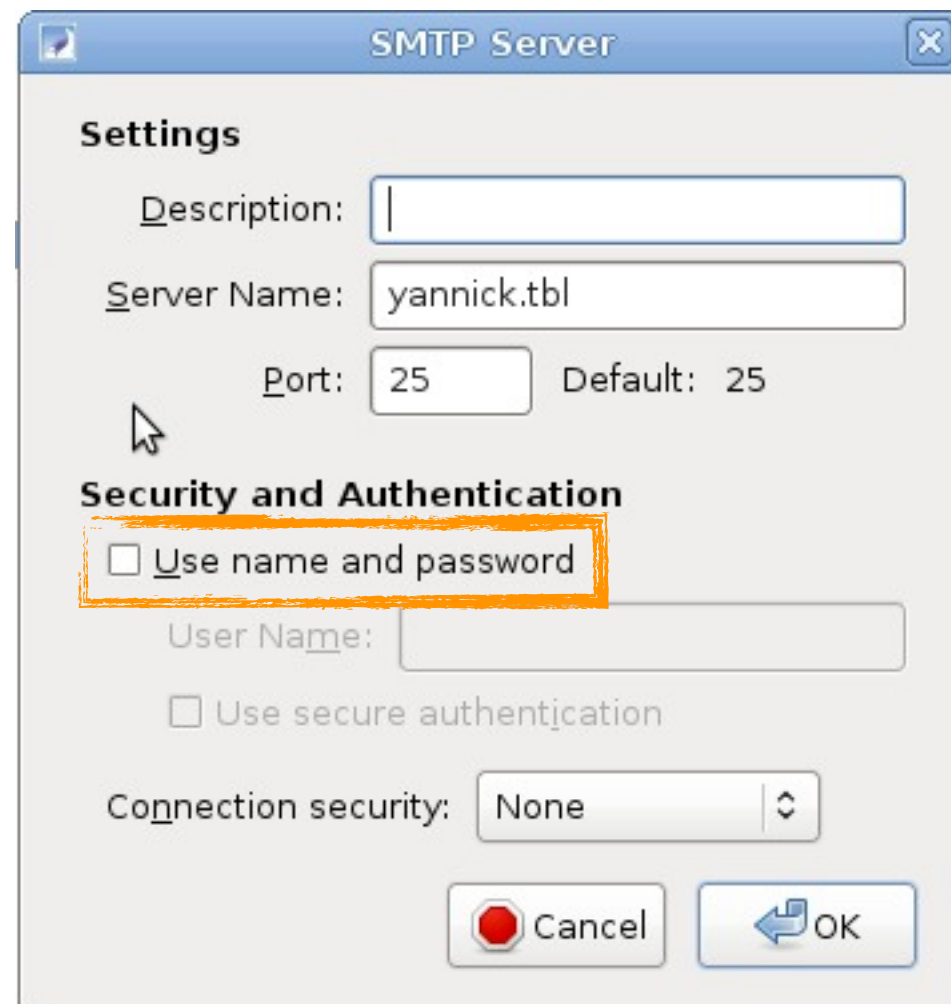 SMTP Server
Settings
Description:
Server Name: yannick.tbl
Port: 25 Default: 25
Security and Authentication
Use name and password
User Name:
Use secure authentication
Connection security: None
Cancel OK